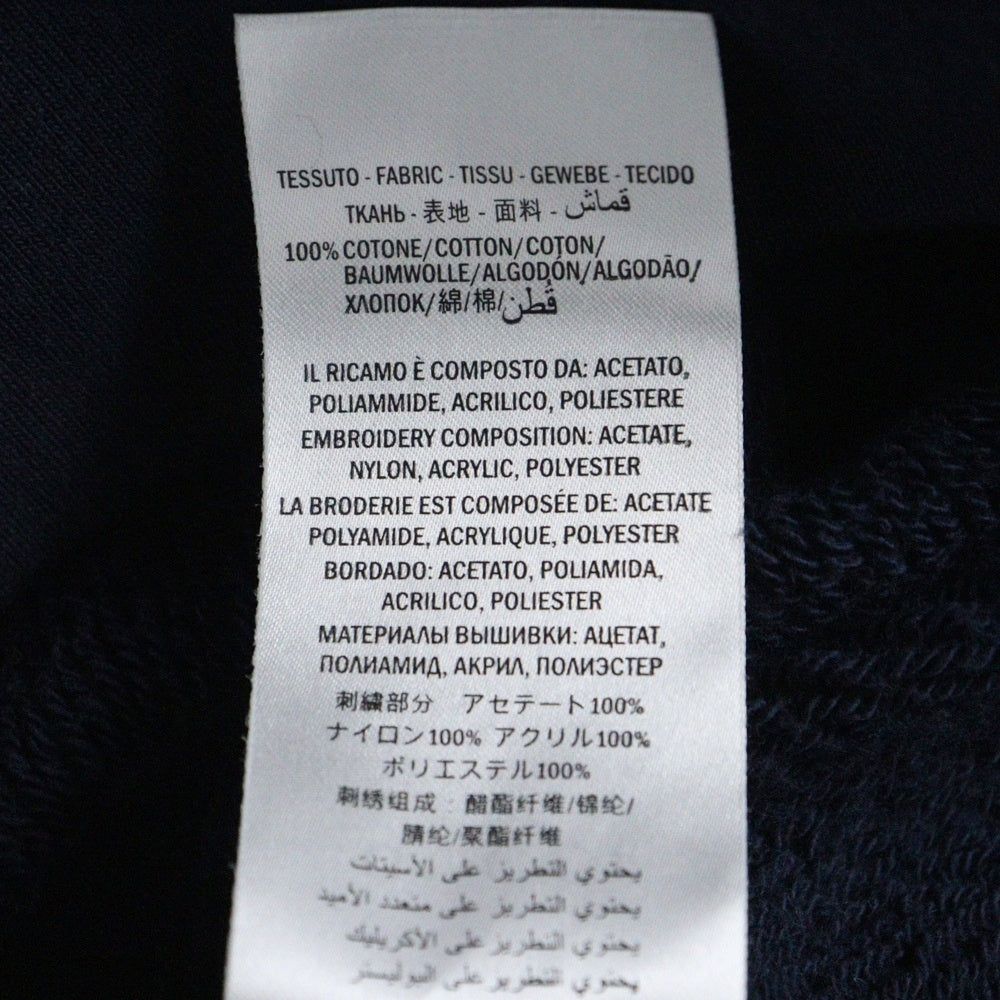 TESSUTO - FABRIC - TISSU - GEWEBE - TECIDO
ТКАНЬ - 表地 - 面料 - قماش
100% COTONE/COTTON/COTON/
BAUMWOLLE/ALGODÓN/ALGODÃO/
ХЛОПОК/綿/棉/قُطن
IL RICAMO È COMPOSTO DA: ACETATO,
POLIAMMIDE, ACRILICO, POLIESTERE
EMBROIDERY COMPOSITION: ACETATE,
NYLON, ACRYLIC, POLYESTER
LA BRODERIE EST COMPOSÉE DE: ACETATE
POLYAMIDE, ACRYLIQUE, POLYESTER
BORDADO: ACETATO, POLIAMIDA,
ACRILICO, POLIESTER
МАТЕРИАЛЫ ВЫШИВКИ: АЦЕТАТ,
ПОЛИАМИД, АКРИЛ, ПОЛИЭСТЕР
刺繍部分 アセテート100%
ナイロン100% アクリル100%
ポリエステル100%
刺绣组成：醋酯纤维/锦纶/
腈纶/聚酯纤维
يحتوي التطريز على الأسيتات
يحتوي التطريز على متعدد الأميد
يحتوي التطريز على الأكريليك
يحتوي التطريز على البوليستر